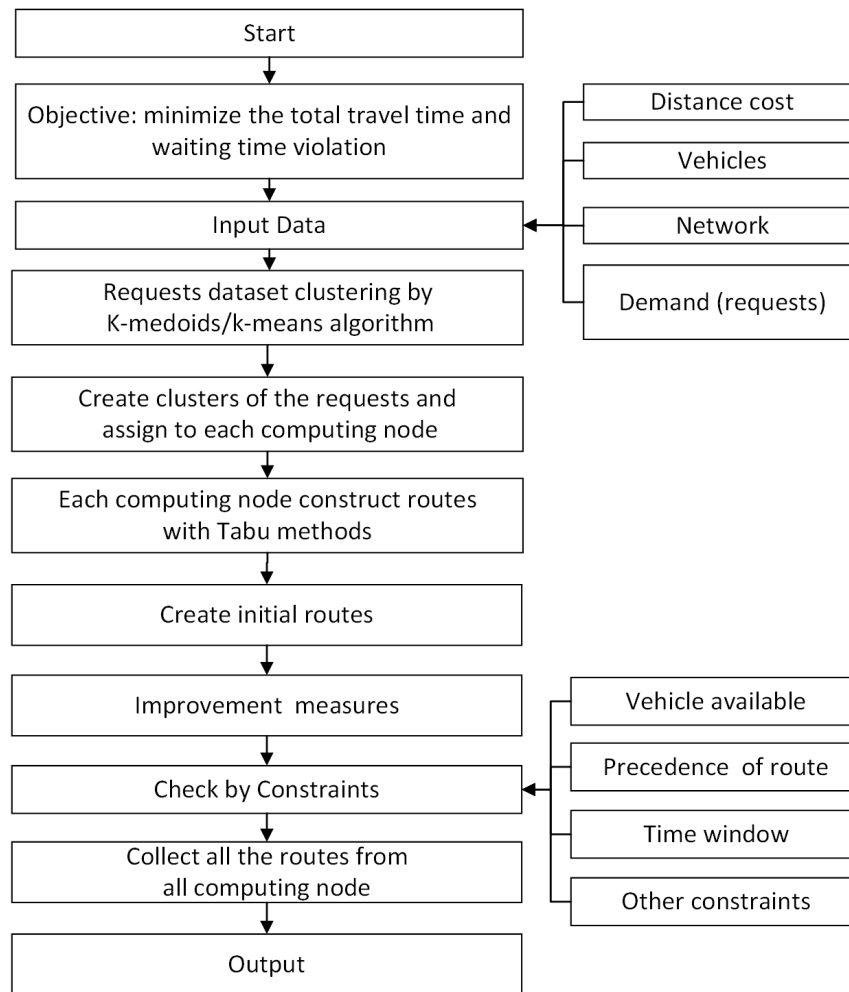 Start
Objective: minimize the total travel time and
waiting time violation
Input Data
Distance cost
Vehicles
Network
Demand (requests)
Requests dataset clustering by
K-medoids/k-means algorithm
Create clusters of the requests and
assign to each computing node
Each computing node construct routes
with Tabu methods
Create initial routes
Improvement measures
Check by Constraints
Vehicle available
Precedence of route
Time window
Other constraints
Collect all the routes from
all computing node
Output